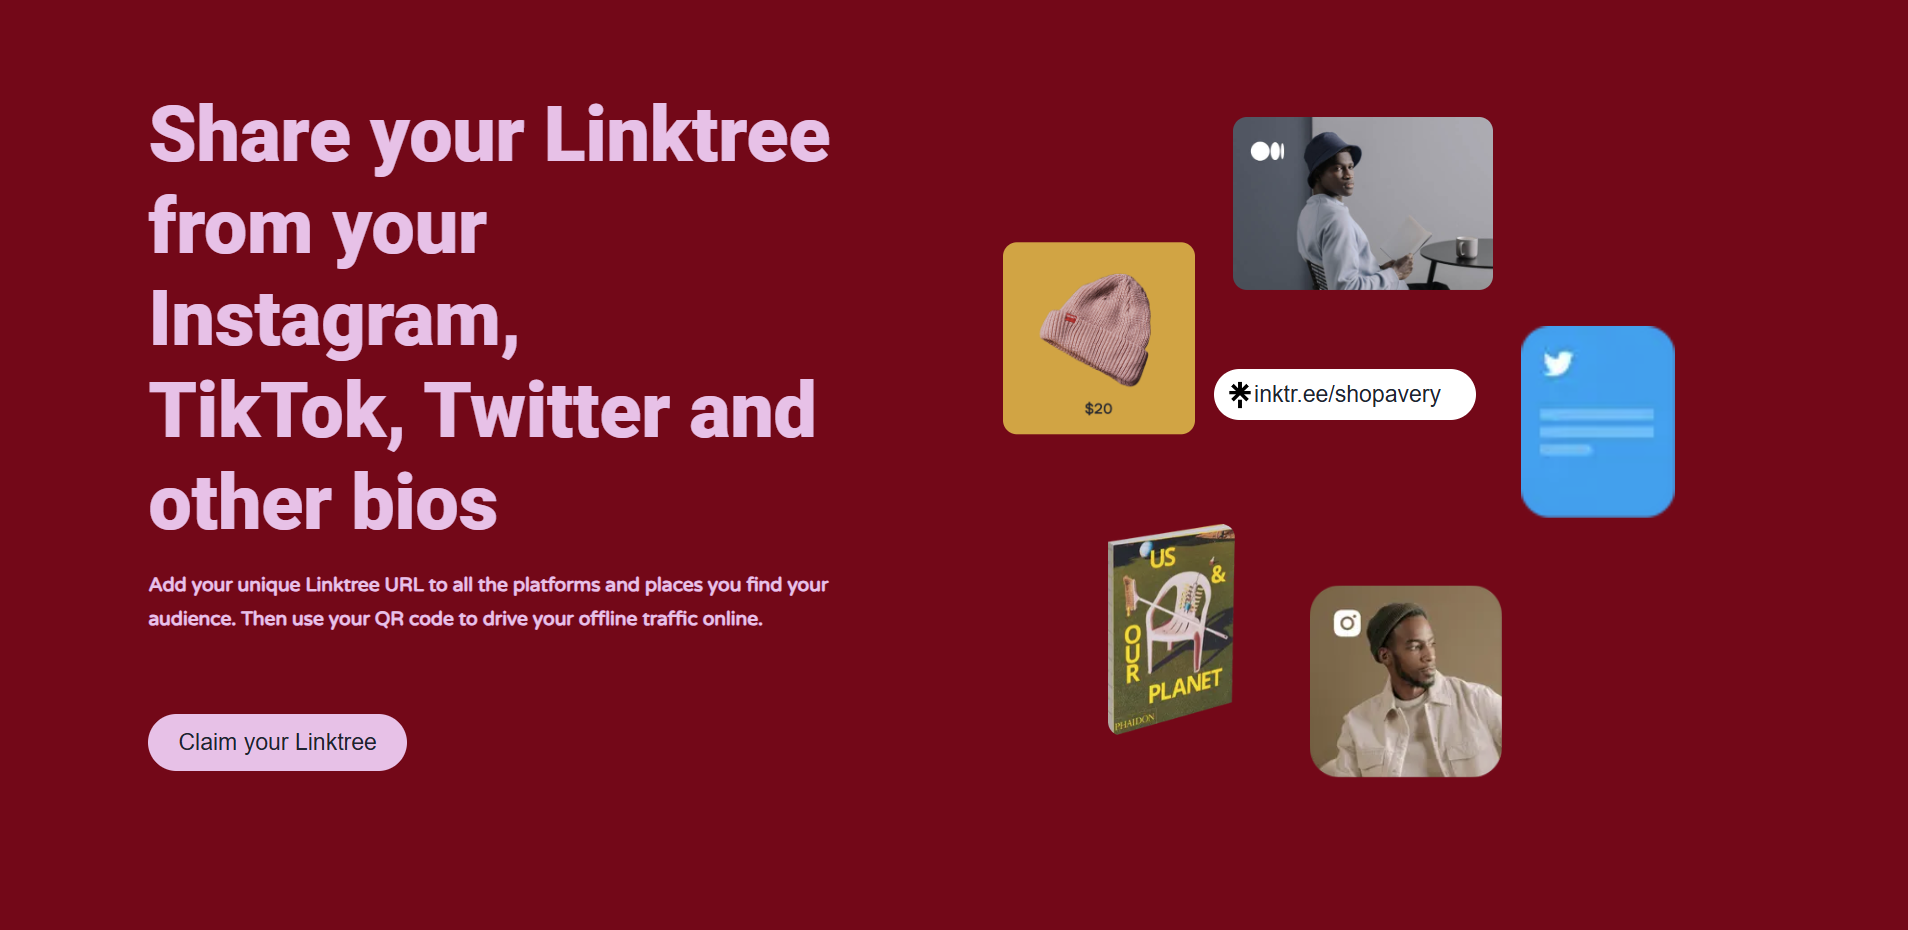 Share your Linktree
from your
Instagram,
TikTok, Twitter and
other bios
Add your unique Linktree URL to all the platforms and places you find your
audience. Then use your QR code to drive your offline traffic online.
Claim your Linktree
$20
inktr.ee/shopavery
US
&
OUR
PLANET
PHAIDON